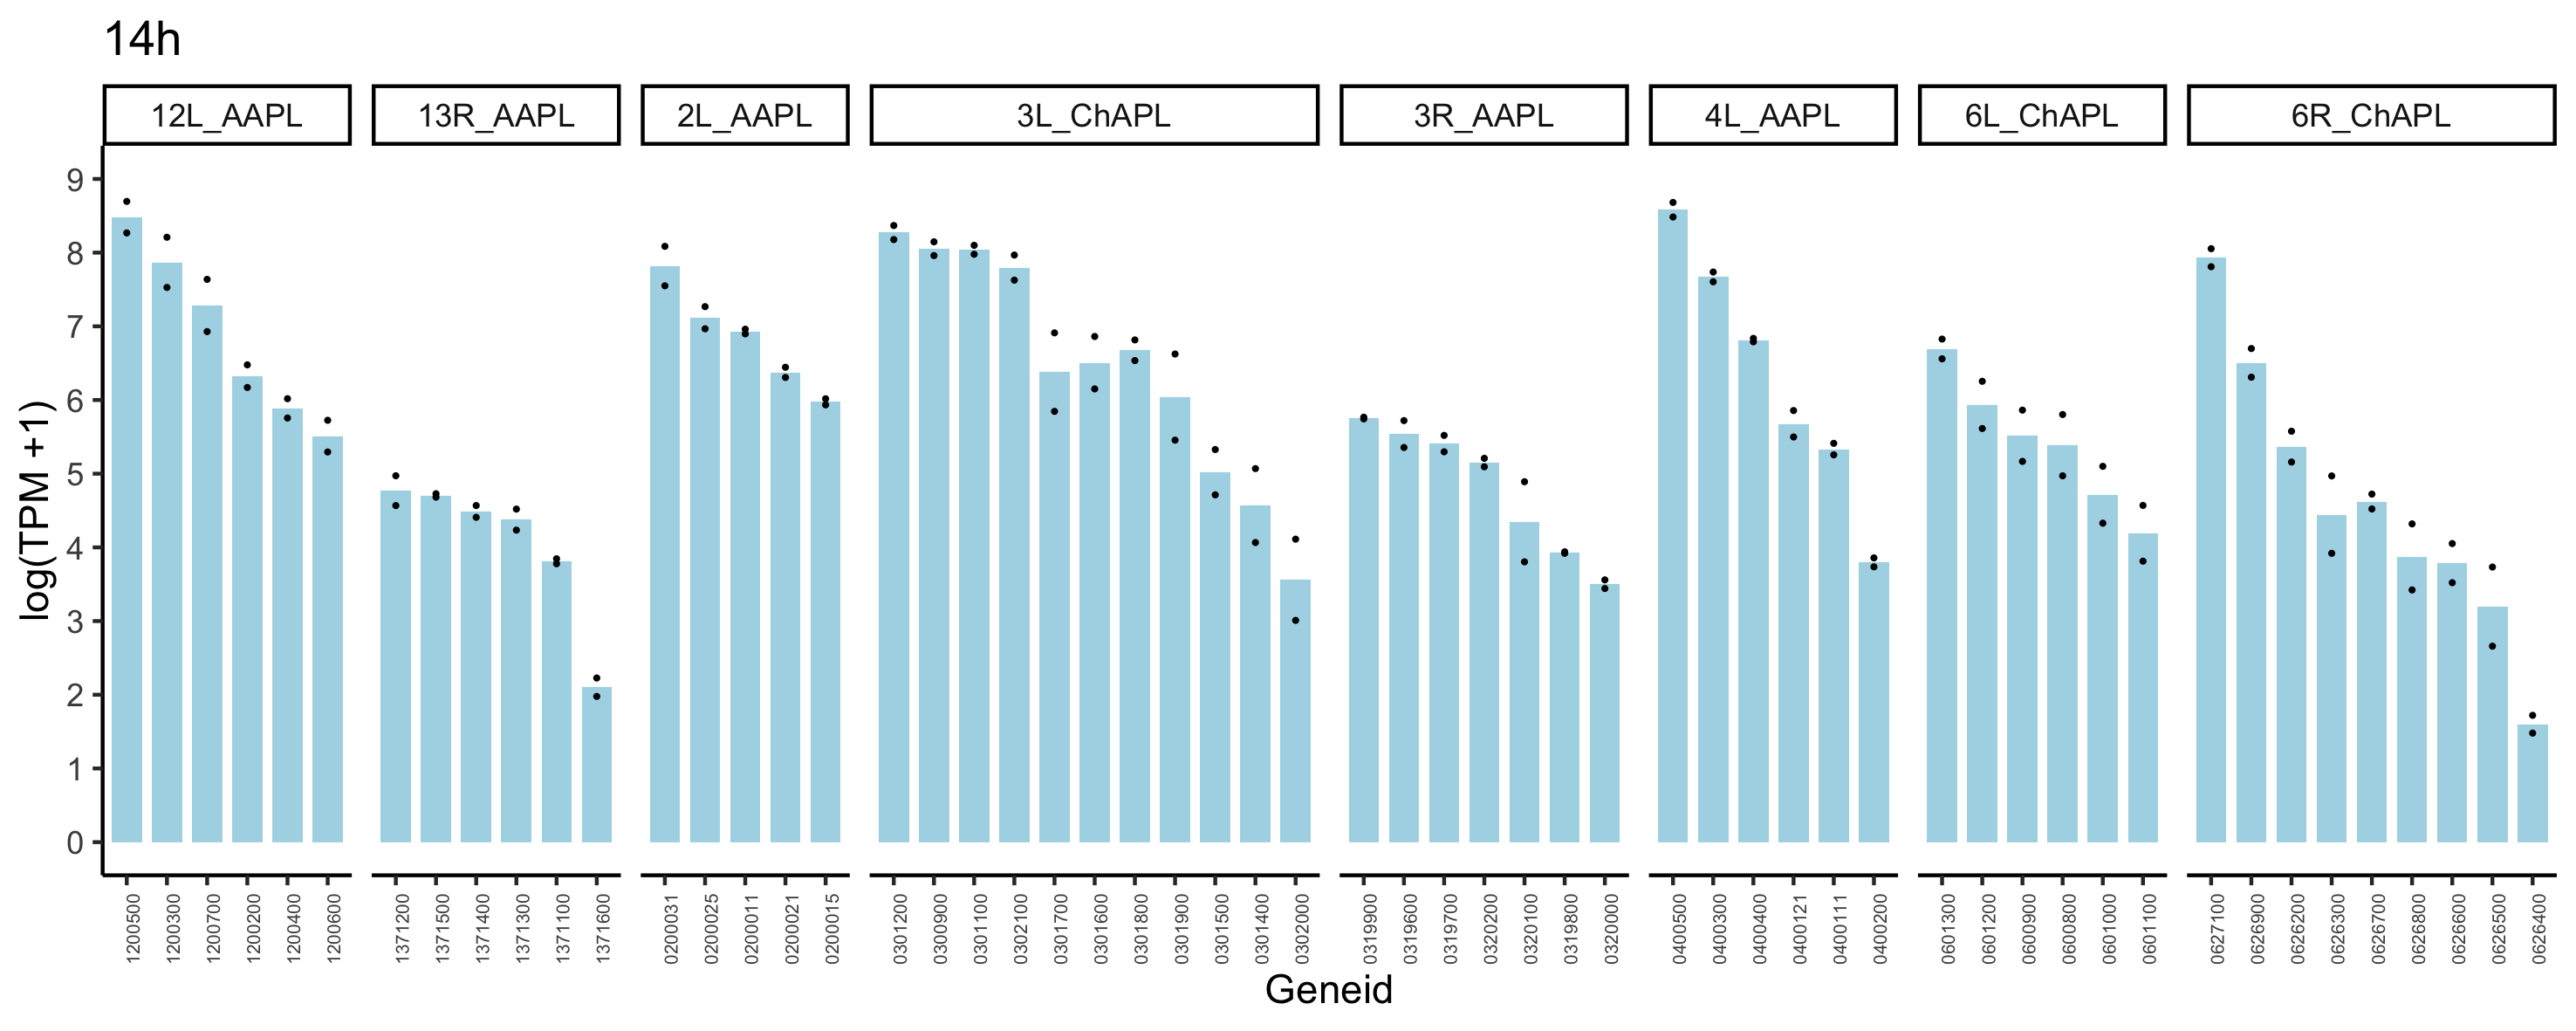 14h
12L_AAPL 13R_AAPL 2L_AAPL 3L_ChAPL 3R_AAPL 4L_AAPL 6L_ChAPL 6R_ChAPL
log(TPM +1)
9
8
7
6
5
4
3
2
1
0
1200500 1200300 1200700 1200200 1200400 1200600 1371200 1371500 1371400 1371300 1371100 1371600 0200031 0200025 0200011 0200021 0200015 0301200 0300900 0301100 0302100 0301700 0301600 0301800 0301900 0301500 0301400 0302000 0319900 0319600 0319700 0320200 0320100 0319800 0320000 0400500 0400300 0400400 0400121 0400111 0400200 0601300 0601200 0600900 0600800 0601000 0601100 0627100 0626900 0626200 0626300 0626700 0626800 0626600 0626500 0626400
Geneid